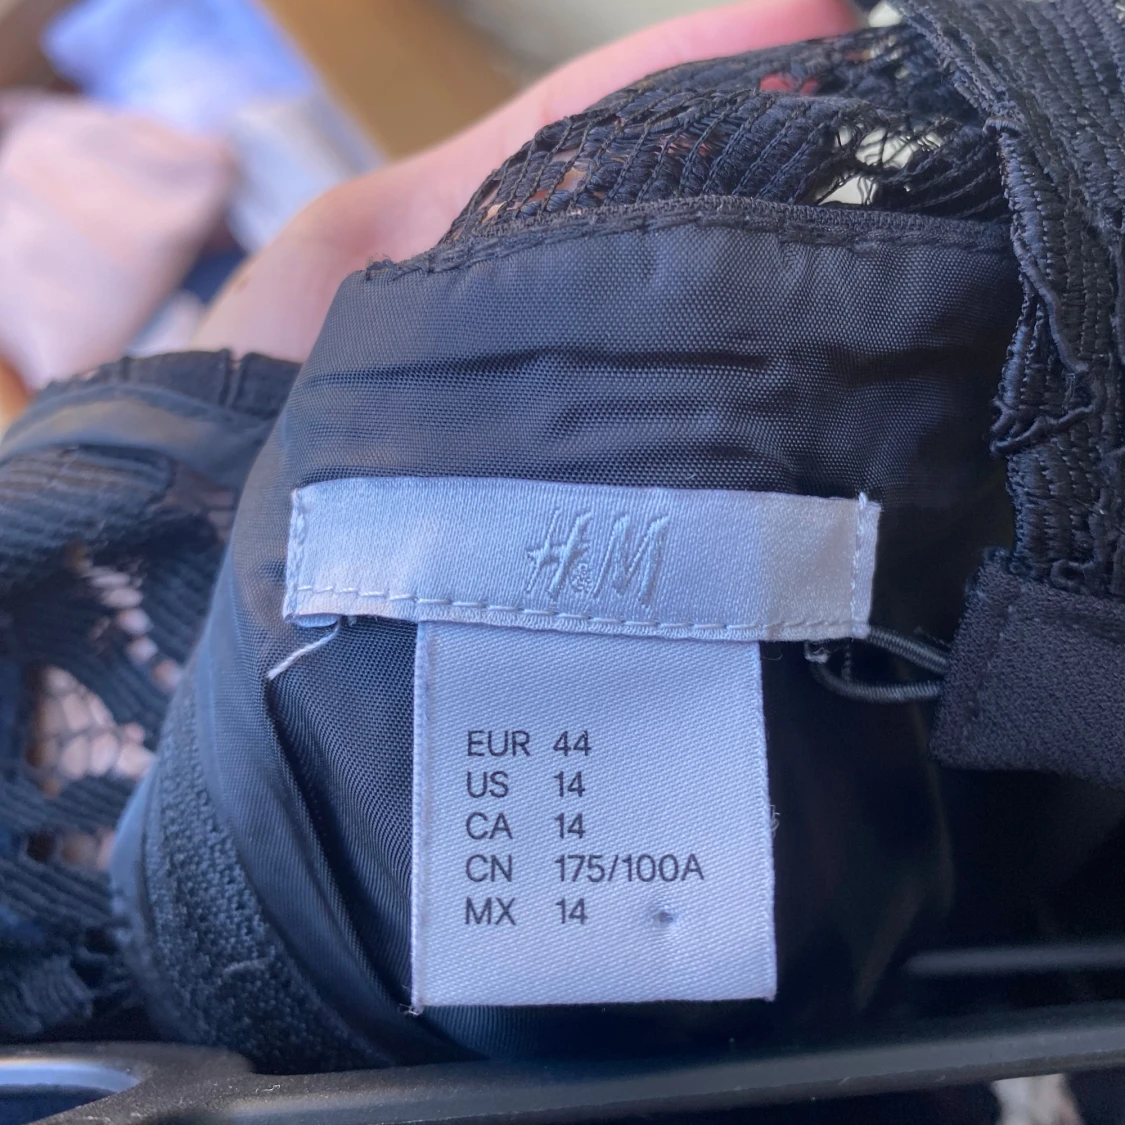 H&M
EUR 44
US 14
CA 14
CN 175/100A
MX 14